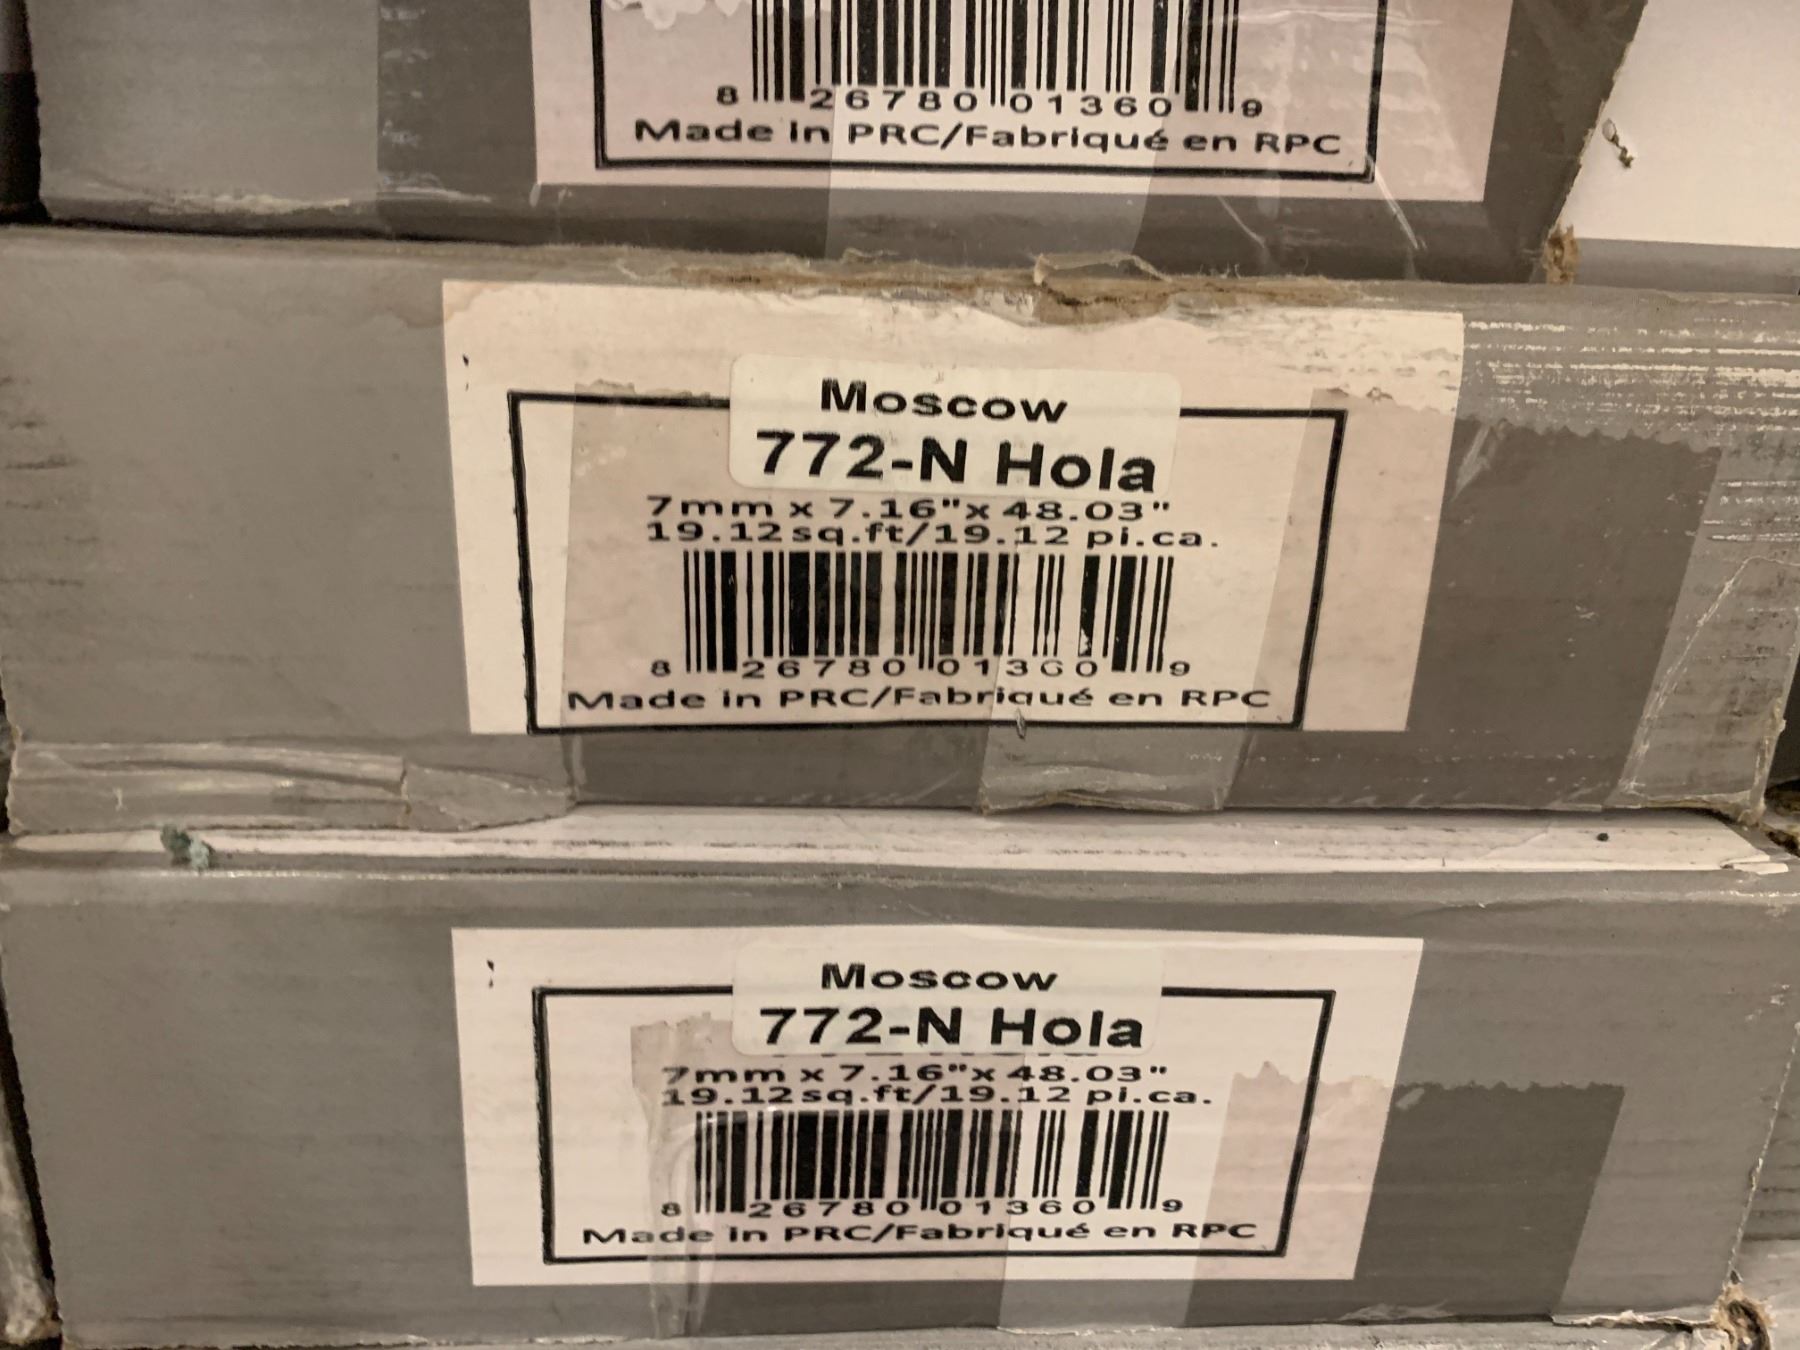 8 26780 01360 9
Made in PRC/Fabriqué en RPC
Moscow
772-N Hola
7mm x 7.16"x 48.03"
19.12sq.ft/19.12 pi.ca.
8 26780 01360 9
Made in PRC/Fabriqué en RPC
Moscow
772-N Hola
7mm x 7.16"x 48.03"
19.12sq.ft/19.12 pi.ca.
8 26780 01360 9
Made in PRC/Fabriqué en RPC